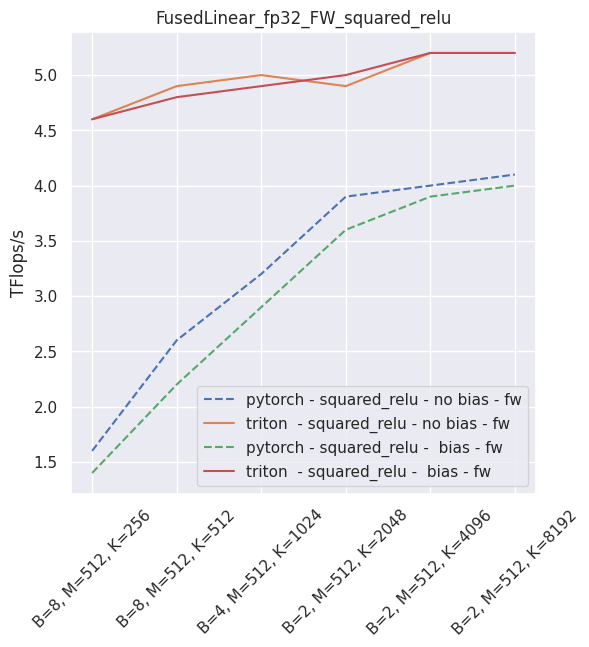 FusedLinear_fp32_FW_squared_relu
TFlops/s
5.0
4.5
4.0
3.5
3.0
2.5
2.0
1.5
pytorch - squared_relu - no bias - fw
triton  - squared_relu - no bias - fw
pytorch - squared_relu -  bias - fw
triton  - squared_relu -  bias - fw
B=8, M=512, K=256
B=8, M=512, K=512
B=4, M=512, K=1024
B=2, M=512, K=2048
B=2, M=512, K=4096
B=2, M=512, K=8192